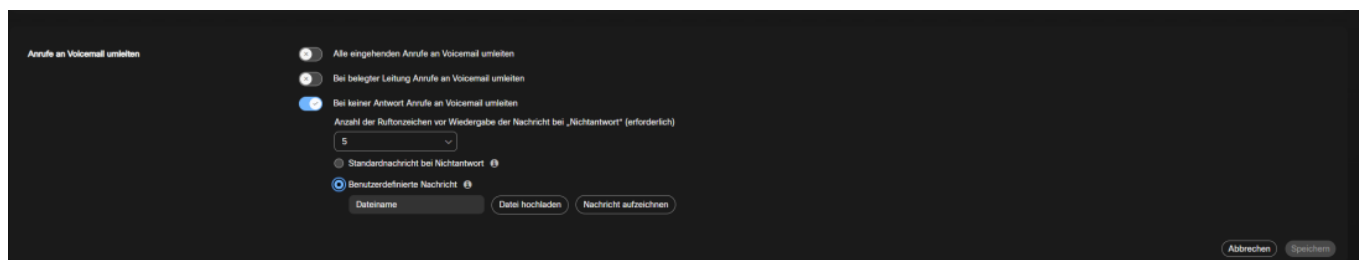 Anrufe an Voicemail umleiten
Alle eingehenden Anrufe an Voicemail umleiten
Bei belegter Leitung Anrufe an Voicemail umleiten
Bei keiner Antwort Anrufe an Voicemail umleiten
Anzahl der Ruftonzeichen vor Wiedergabe der Nachricht bei „Nichtantwort“ (erforderlich)
5
Standardnachricht bei Nichtantwort
Benutzerdefinierte Nachricht
Dateiname Datei hochladen Nachricht aufzeichnen
Abbrechen Speichern